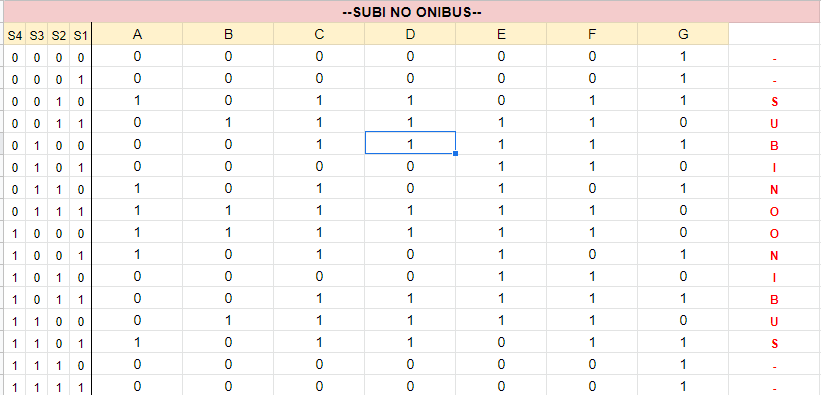 --SUBI NO ONIBUS--
S4 S3 S2 S1 A B C D E F G
0 0 0 0 0 0 0 0 0 0 1 -
0 0 0 1 0 0 0 0 0 0 1 -
0 0 1 0 1 0 1 1 0 1 1 S
0 0 1 1 0 1 1 1 1 1 0 U
0 1 0 0 0 0 1 1 1 1 1 B
0 1 0 1 0 0 0 0 1 1 0 I
0 1 1 0 1 0 1 0 1 0 1 N
0 1 1 1 1 1 1 1 1 1 0 O
1 0 0 0 1 1 1 1 1 1 0 O
1 0 0 1 1 0 1 0 1 0 1 N
1 0 1 0 0 0 0 0 1 1 0 I
1 0 1 1 0 0 1 1 1 1 1 B
1 1 0 0 0 1 1 1 1 1 0 U
1 1 0 1 1 0 1 1 0 1 1 S
1 1 1 0 0 0 0 0 0 0 1 -
1 1 1 1 0 0 0 0 0 0 1 -